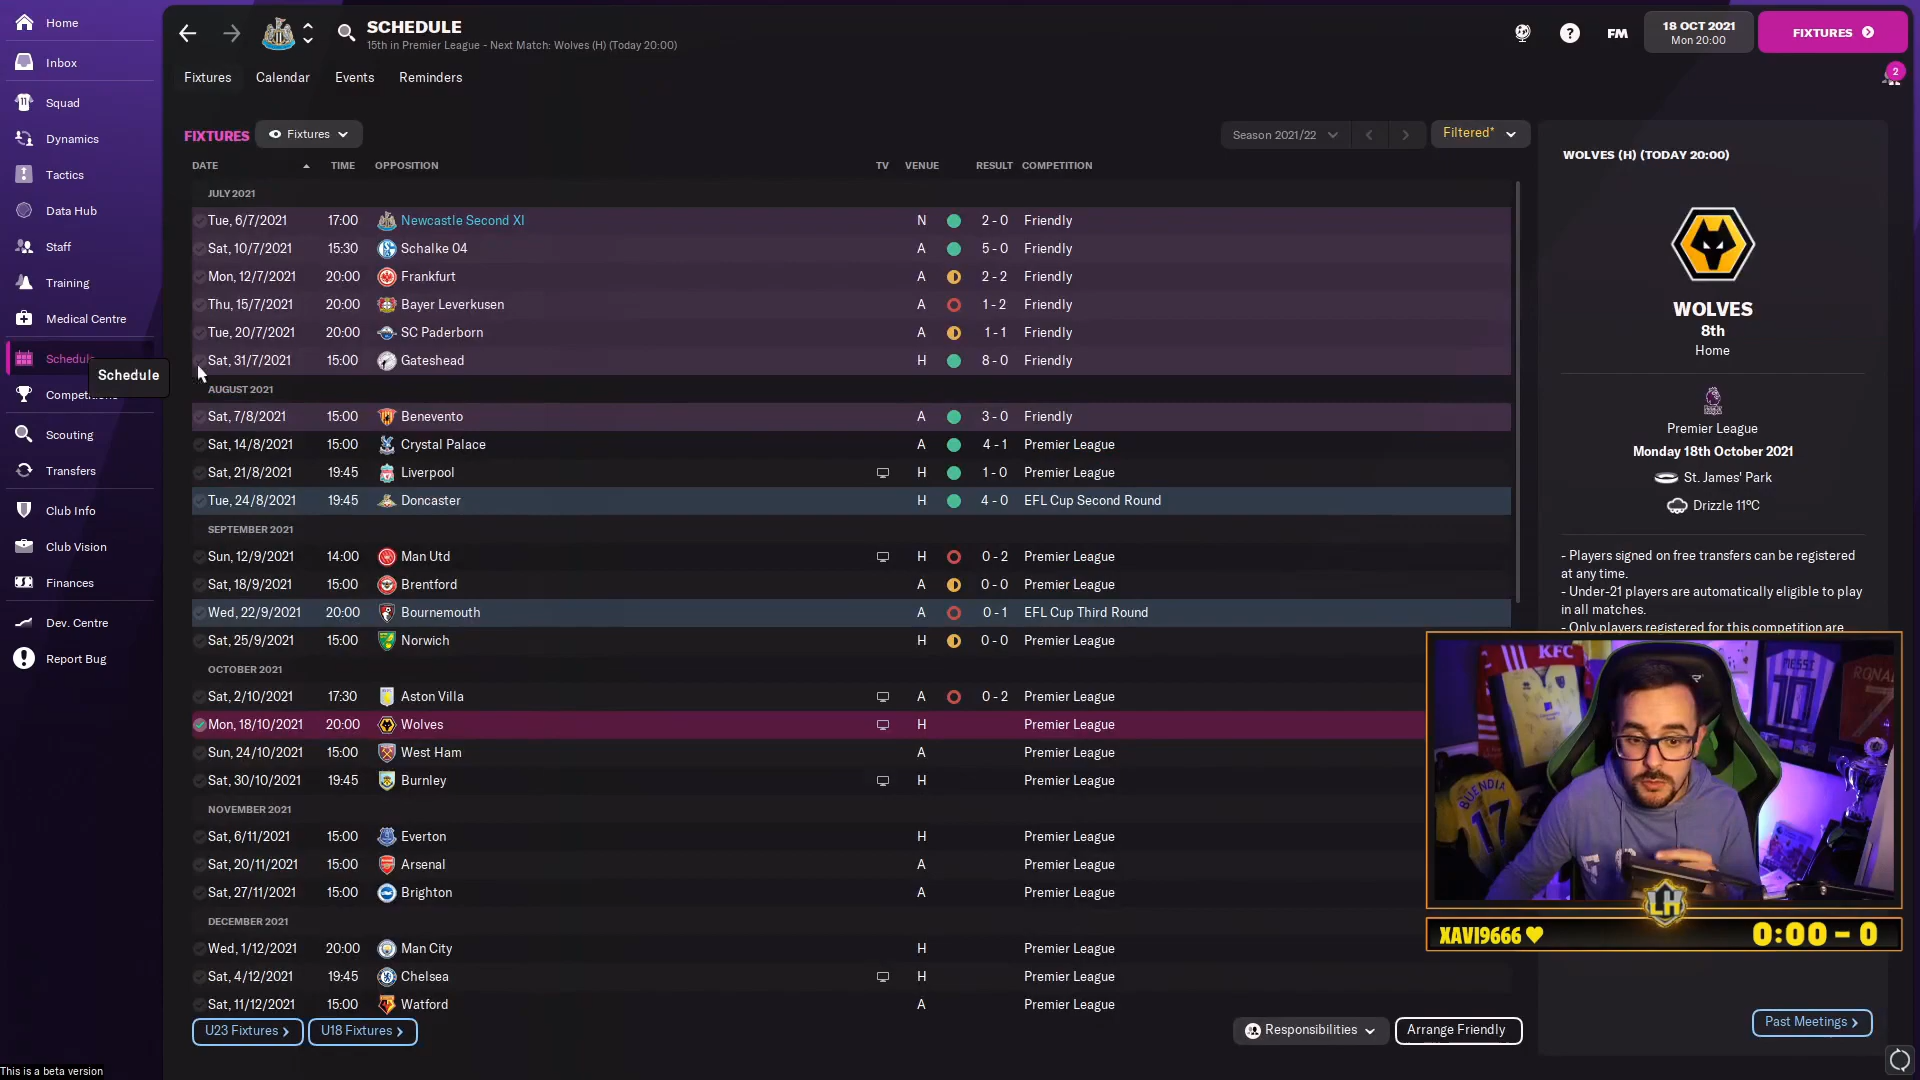 Home
Inbox
Squad
Dynamics
Tactics
Data Hub
Staff
Training
Medical Centre
Schedule
Schedule
Competitions
Scouting
Transfers
Club Info
Club Vision
Finances
Dev. Centre
Report Bug
This is a beta version
SCHEDULE
15th in Premier League - Next Match: Wolves (H) (Today 20:00)
? FM
18 OCT 2021
Mon 20:00
FIXTURES
2
Fixtures Calendar Events Reminders
FIXTURES Fixtures
Season 2021/22 Filtered*
DATE TIME OPPOSITION TV VENUE RESULT COMPETITION
JULY 2021
Tue, 6/7/2021 17:00 Newcastle Second XI N 2 - 0 Friendly
Sat, 10/7/2021 15:30 Schalke 04 A 5 - 0 Friendly
Mon, 12/7/2021 20:00 Frankfurt A 2 - 2 Friendly
Thu, 15/7/2021 20:00 Bayer Leverkusen A 1 - 2 Friendly
Tue, 20/7/2021 20:00 SC Paderborn A 1 - 1 Friendly
Sat, 31/7/2021 15:00 Gateshead H 8 - 0 Friendly
AUGUST 2021
Sat, 7/8/2021 15:00 Benevento A 3 - 0 Friendly
Sat, 14/8/2021 15:00 Crystal Palace A 4 - 1 Premier League
Sat, 21/8/2021 19:45 Liverpool H 1 - 0 Premier League
Tue, 24/8/2021 19:45 Doncaster H 4 - 0 EFL Cup Second Round
SEPTEMBER 2021
Sun, 12/9/2021 14:00 Man Utd H 0 - 2 Premier League
Sat, 18/9/2021 15:00 Brentford A 0 - 0 Premier League
Wed, 22/9/2021 20:00 Bournemouth A 0 - 1 EFL Cup Third Round
Sat, 25/9/2021 15:00 Norwich H 0 - 0 Premier League
OCTOBER 2021
Sat, 2/10/2021 17:30 Aston Villa A 0 - 2 Premier League
Mon, 18/10/2021 20:00 Wolves H Premier League
Sun, 24/10/2021 15:00 West Ham A Premier League
Sat, 30/10/2021 19:45 Burnley H Premier League
NOVEMBER 2021
Sat, 6/11/2021 15:00 Everton H Premier League
Sat, 20/11/2021 15:00 Arsenal A Premier League
Sat, 27/11/2021 15:00 Brighton A Premier League
DECEMBER 2021
Wed, 1/12/2021 20:00 Man City H Premier League
Sat, 4/12/2021 19:45 Chelsea H Premier League
Sat, 11/12/2021 15:00 Watford A Premier League
U23 Fixtures U18 Fixtures
Responsibilities Arrange Friendly
WOLVES (H) (TODAY 20:00)
WOLVES
8th
Home
Premier League
Monday 18th October 2021
St. James' Park
Drizzle 11°C
- Players signed on free transfers can be registered
at any time.
- Under-21 players are automatically eligible to play
in all matches.
- Only players registered for this competition are
KFC
MESSI
BUENDIA
17
7
LH
XAVI9666 ♥ 0:00 - 0
Past Meetings